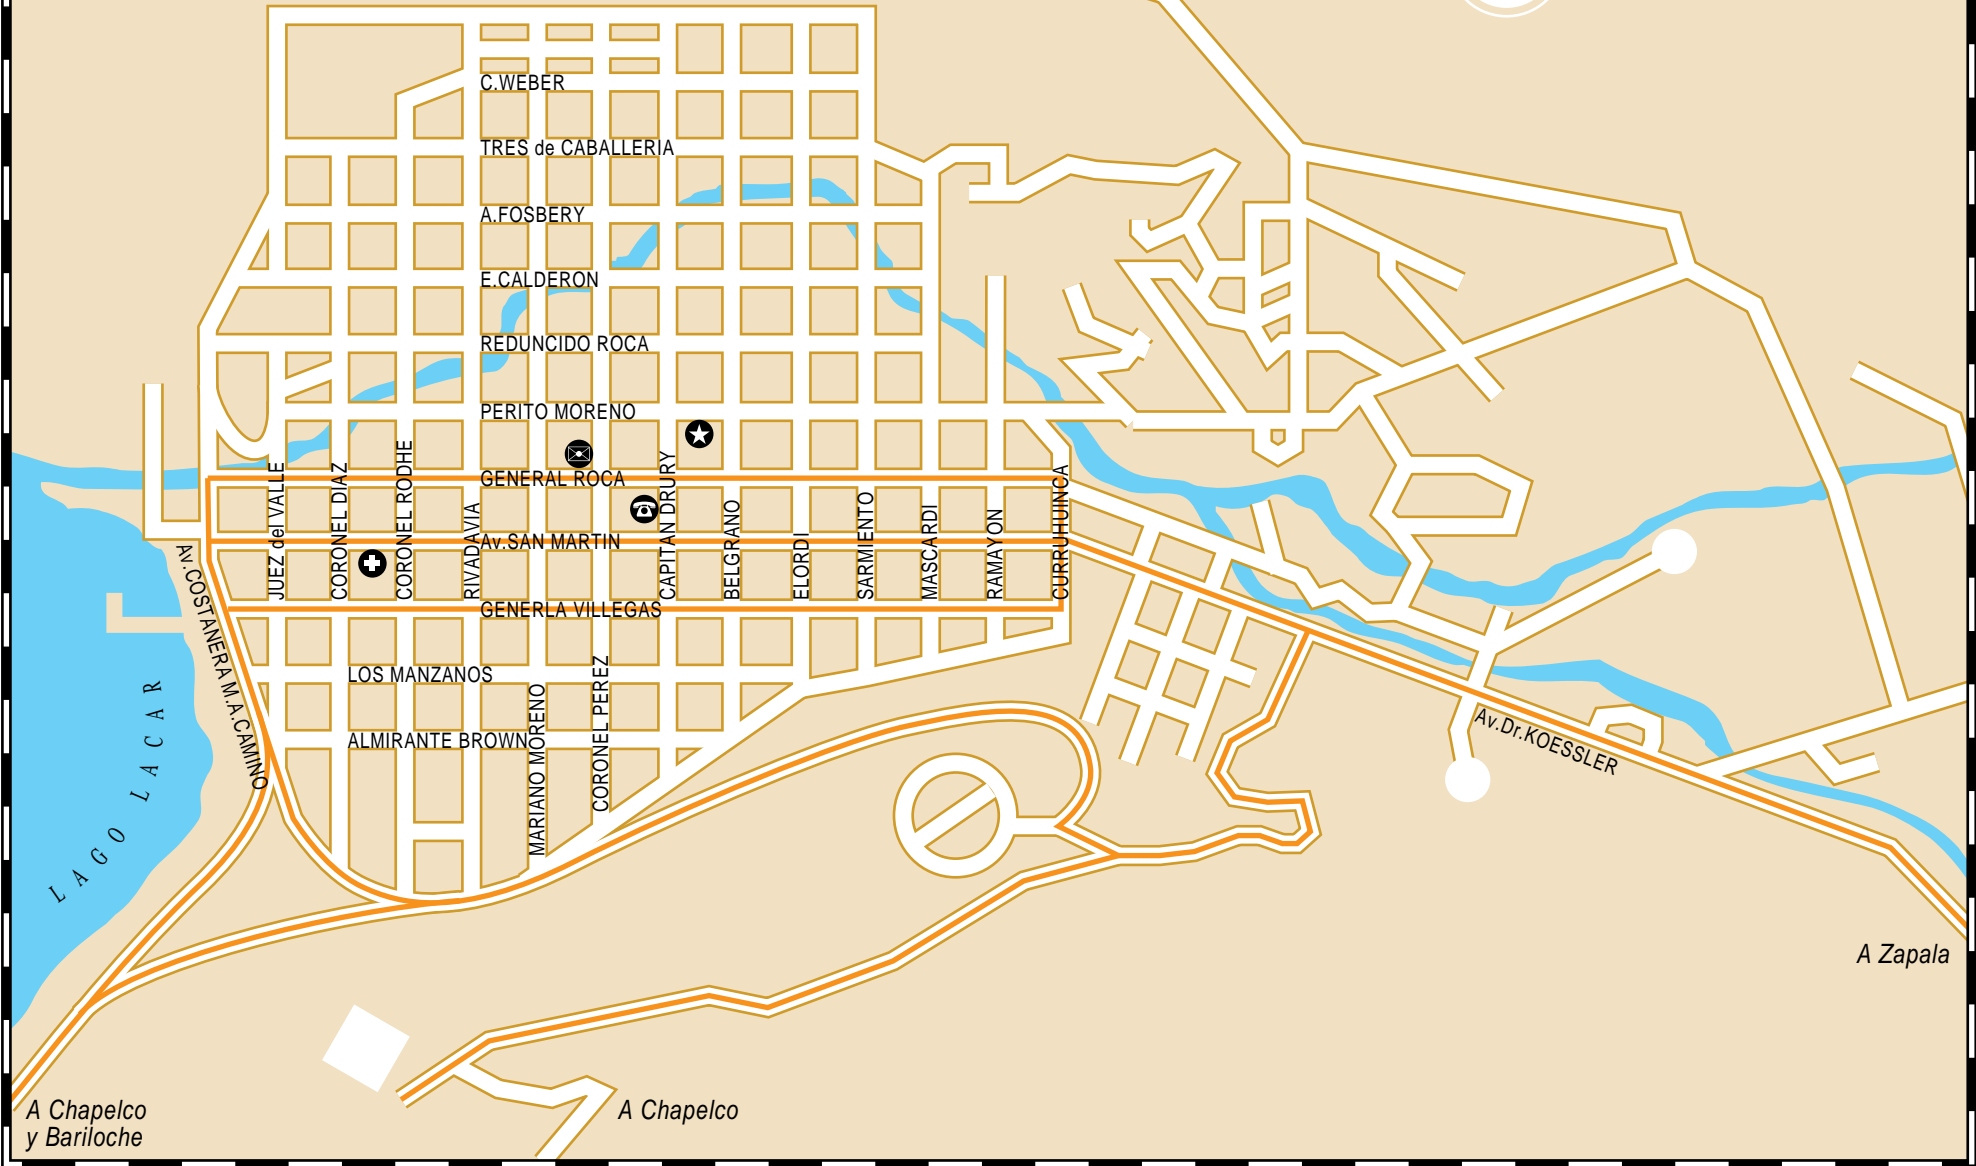 C.WEBER
TRES de CABALLERIA
A.FOSBERY
E.CALDERON
REDUNCIDO ROCA
PERITO MORENO
GENERAL ROCA
Av.SAN MARTIN
GENERLA VILLEGAS
LOS MANZANOS
ALMIRANTE BROWN
JUEZ del VALLE
CORONEL DIAZ
CORONEL RODHE
RIVADAVIA
MARIANO MORENO
CORONEL PEREZ
CAPITAN DRURY
BELGRANO
ELORDI
SARMIENTO
MASCARDI
RAMAYON
CURRUHUINCA
Av.COSTANERA M.A.CAMINO
LAGO LACAR
Av.Dr.KOESSLER
A Zapala
A Chapelco
y Bariloche
A Chapelco